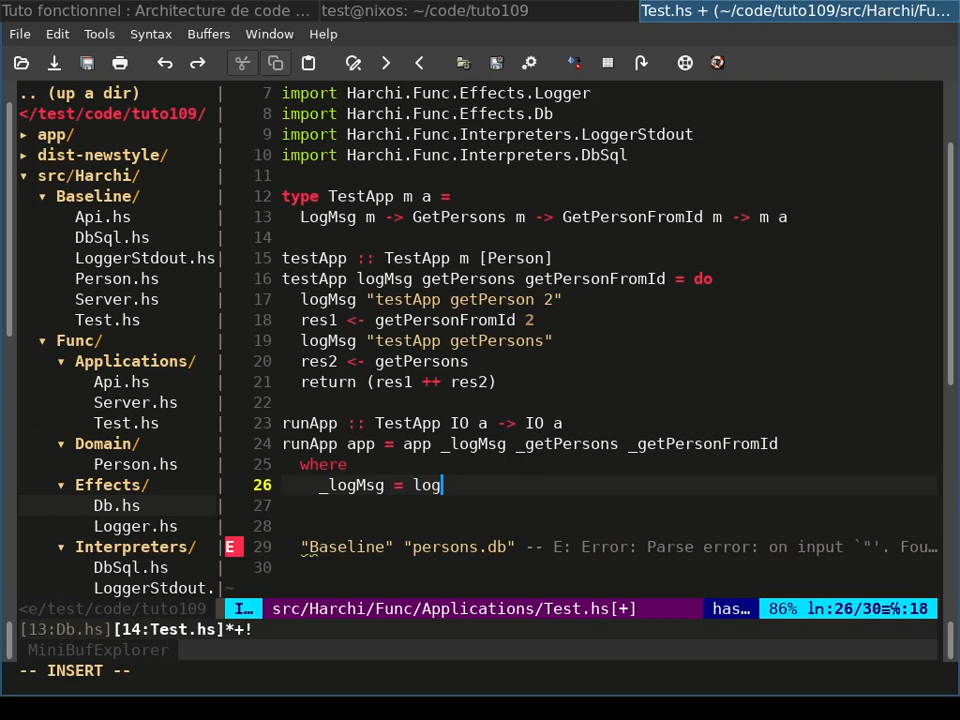 Tuto fonctionnel : Architecture de code ... test@nixos: ~/code/tuto109 Test.hs + (~/code/tuto109/src/Harchi/Fu...
File Edit Tools Syntax Buffers Window Help
.. (up a dir)
</test/code/tuto109/
▸ app/
▸ dist-newstyle/
▾ src/Harchi/
▾ Baseline/
Api.hs
DbSql.hs
LoggerStdout.hs
Person.hs
Server.hs
Test.hs
▾ Func/
▾ Applications/
Api.hs
Server.hs
Test.hs
▾ Domain/
Person.hs
▾ Effects/
Db.hs
Logger.hs
▾ Interpreters/
DbSql.hs
LoggerStdout.
<e/test/code/tuto109
7 import Harchi.Func.Effects.Logger
8 import Harchi.Func.Effects.Db
9 import Harchi.Func.Interpreters.LoggerStdout
10 import Harchi.Func.Interpreters.DbSql
11
12 type TestApp m a =
13   LogMsg m -> GetPersons m -> GetPersonFromId m -> m a
14
15 testApp :: TestApp m [Person]
16 testApp logMsg getPersons getPersonFromId = do
17   logMsg "testApp getPerson 2"
18   res1 <- getPersonFromId 2
19   logMsg "testApp getPersons"
20   res2 <- getPersons
21   return (res1 ++ res2)
22
23 runApp :: TestApp IO a -> IO a
24 runApp app = app _logMsg _getPersons _getPersonFromId
25   where
26     _logMsg = log
27
28
E 29   "Baseline" "persons.db" -- E: Error: Parse error: on input `"'. Fou...
30
~
I... src/Harchi/Func/Applications/Test.hs[+] has... 86% ln:26/30≡℅:18
[13:Db.hs][14:Test.hs]*+!
MiniBufExplorer
-- INSERT --